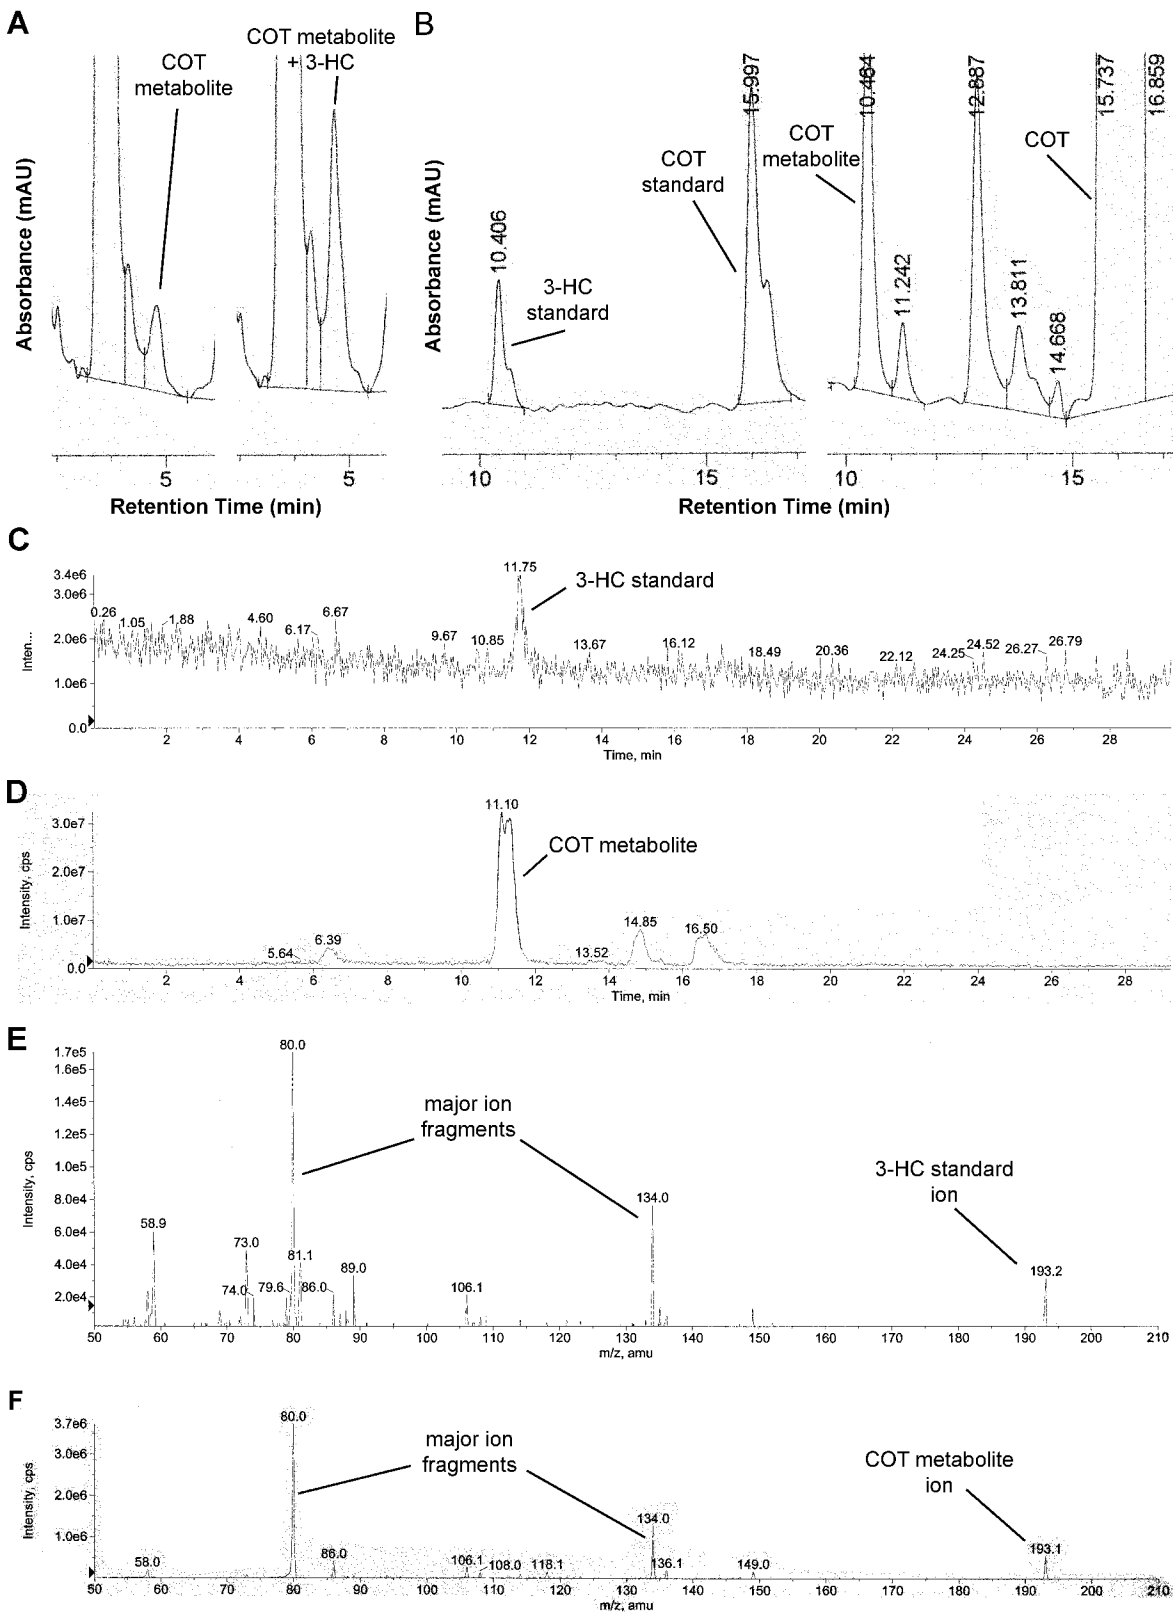 A
COT
metabolite
COT metabolite
+ 3-HC
Absorbance (mAU)
5
5
Retention Time (min)
B
Absorbance (mAU)
10.406
3-HC
standard
COT
standard
15.997
COT
metabolite
10.484
11.242
12.887
13.811
14.668
COT
15.737
16.859
10
15
10
15
Retention Time (min)
C
3.4e6
3.0e6
2.0e6
1.0e6
0.0
Inten...
0.26
1.05
1.88
4.60
6.17
6.67
9.67
10.85
11.75
3-HC standard
13.67
16.12
18.49
20.36
22.12
24.25
24.52
26.27
26.79
2 4 6 8 10 12 14 16 18 20 22 24 26 28
Time, min
D
3.0e7
2.0e7
1.0e7
0.0
Intensity, cps
5.64
6.39
11.10
COT metabolite
13.52
14.85
16.50
2 4 6 8 10 12 14 16 18 20 22 24 26 28
Time, min
E
1.7e5
1.6e5
1.4e5
1.2e5
1.0e5
8.0e4
6.0e4
4.0e4
2.0e4
Intensity, cps
58.9
73.0
74.0
79.6
80.0
81.1
86.0
89.0
106.1
major ion
fragments
134.0
3-HC standard
ion
193.2
50 60 70 80 90 100 110 120 130 140 150 160 170 180 190 200 210
m/z, amu
F
3.7e6
3.0e6
2.0e6
1.0e6
Intensity, cps
58.0
80.0
86.0
106.1
108.0
118.1
major ion
fragments
134.0
136.1
149.0
COT metabolite
ion
193.1
50 60 70 80 90 100 110 120 130 140 150 160 170 180 190 200 210
m/z, amu